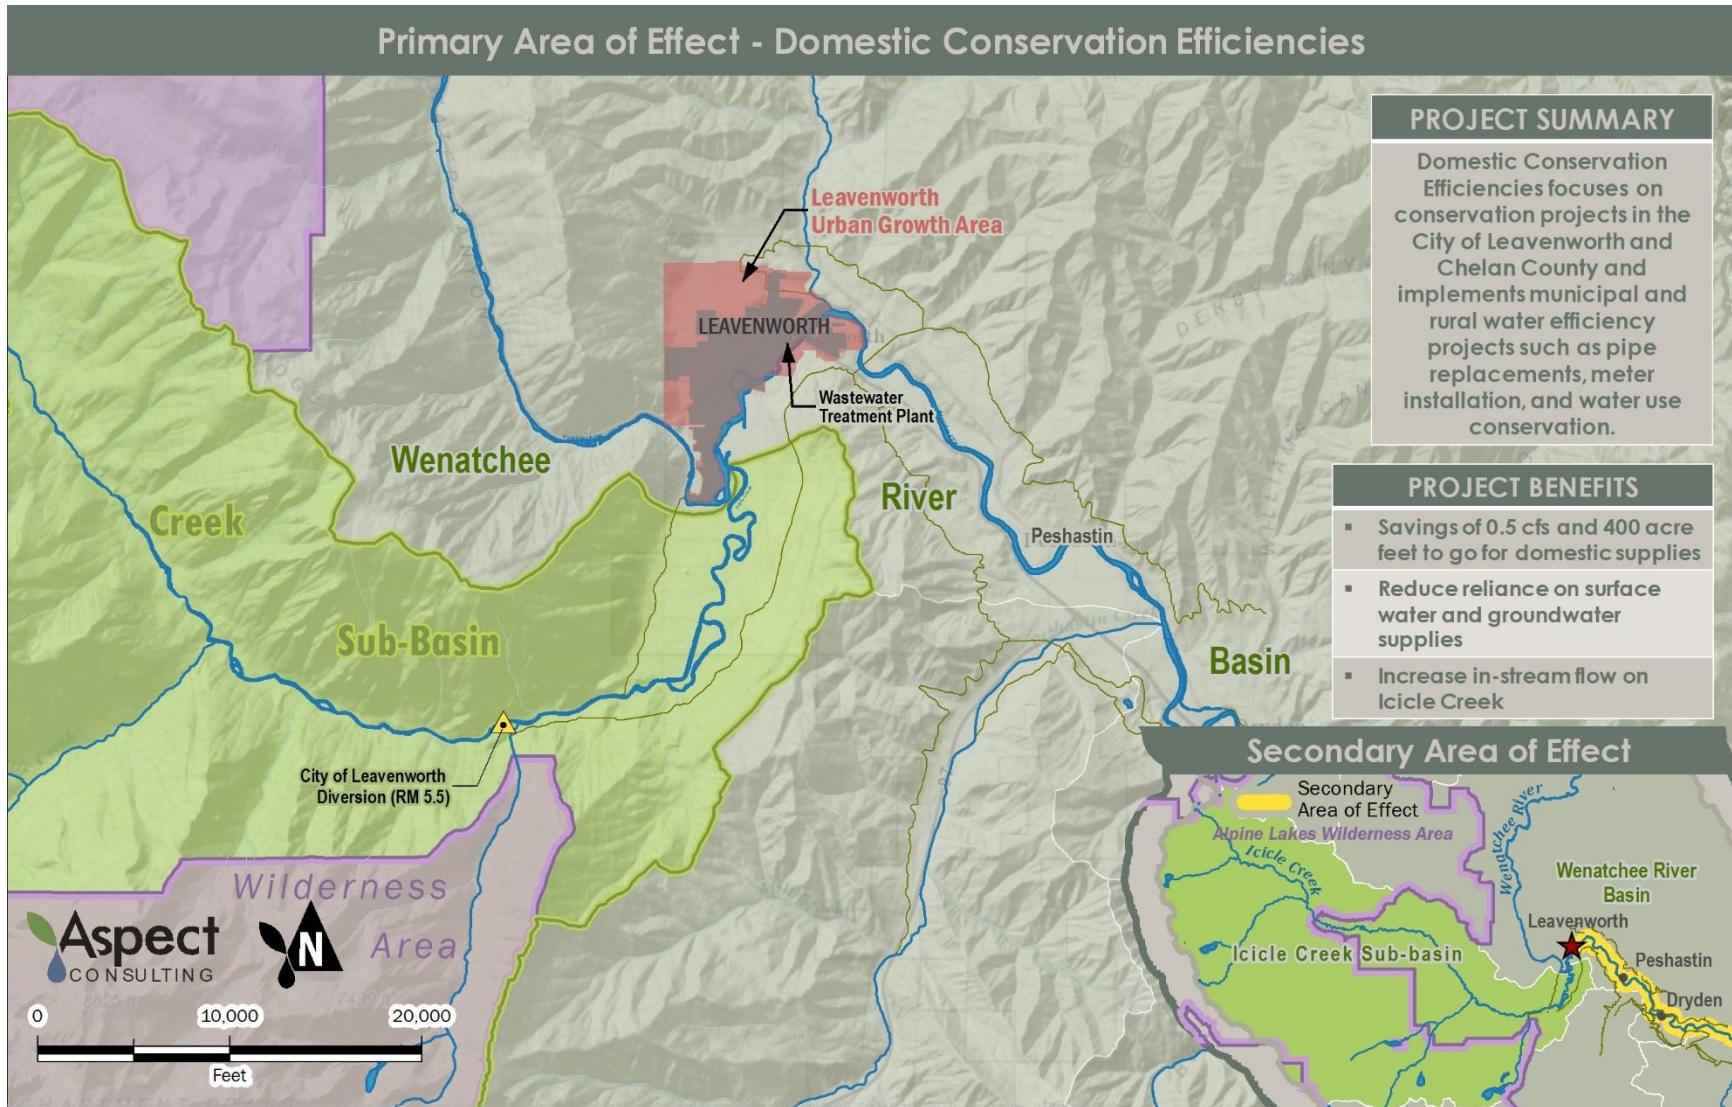 Primary Area of Effect - Domestic Conservation Efficiencies
PROJECT SUMMARY
Domestic Conservation
Efficiencies focuses on
conservation projects in the
City of Leavenworth and
Chelan County and
implements municipal and
rural water efficiency
projects such as pipe
replacements, meter
installation, and water use
conservation.
PROJECT BENEFITS
▪ Savings of 0.5 cfs and 400 acre
feet to go for domestic supplies
▪ Reduce reliance on surface
water and groundwater
supplies
▪ Increase in-stream flow on
Icicle Creek
Leavenworth
Urban Growth Area
LEAVENWORTH
Wastewater
Treatment Plant
Wenatchee
River
Basin
Creek
Sub-Basin
Peshastin
City of Leavenworth
Diversion (RM 5.5)
Wilderness
Area
Aspect
CONSULTING
N
0
10,000
20,000
Feet
7499 ft
Secondary Area of Effect
Secondary
Area of Effect
Alpine Lakes Wilderness Area
Icicle Creek
Wenatchee River
Wenatchee River
Basin
Leavenworth
Icicle Creek Sub-basin
Peshastin
Dryden